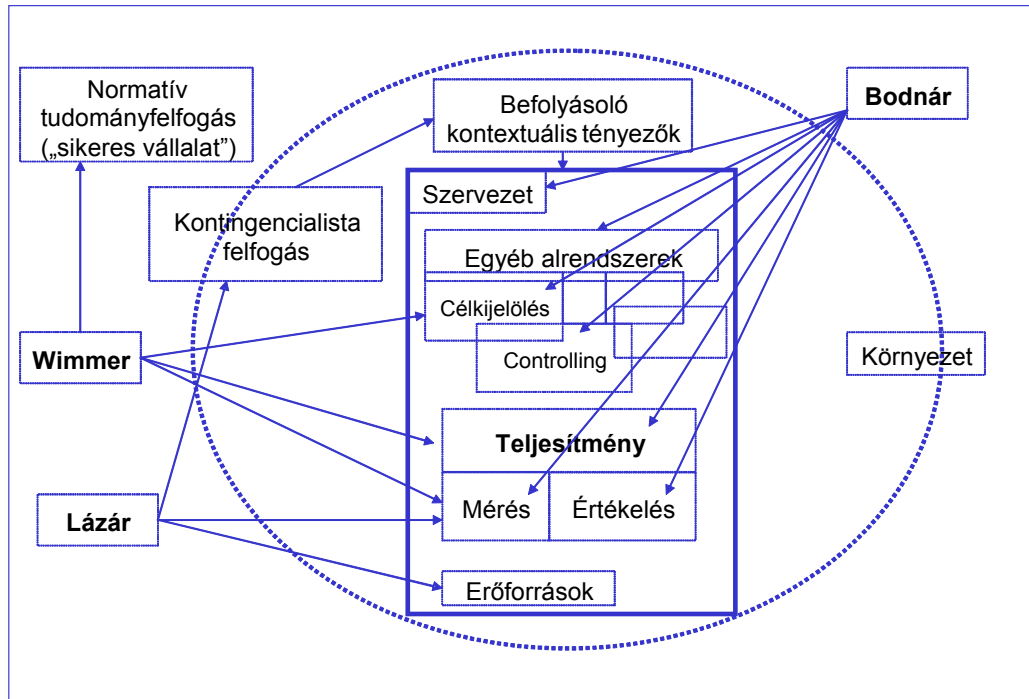 Normatív
tudományfelfogás
(„sikeres vállalat”)
Befolyásoló
kontextuális tényezők
Bodnár
Szervezet
Kontingencialista
felfogás
Egyéb alrendszerek
Célkijelölés
Controlling
Wimmer
Környezet
Teljesítmény
Mérés
Értékelés
Lázár
Erőforrások